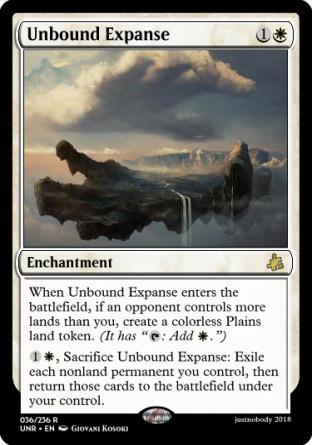 Unbound Expanse 1
Enchantment
When Unbound Expanse enters the
battlefield, if an opponent controls more
lands than you, create a colorless Plains
land token. (It has “: Add .”)
1, Sacrifice Unbound Expanse: Exile
each nonland permanent you control, then
return those cards to the battlefield under
your control.
036/236 R justnobody 2018
UNR • EN Giovani Kosoki